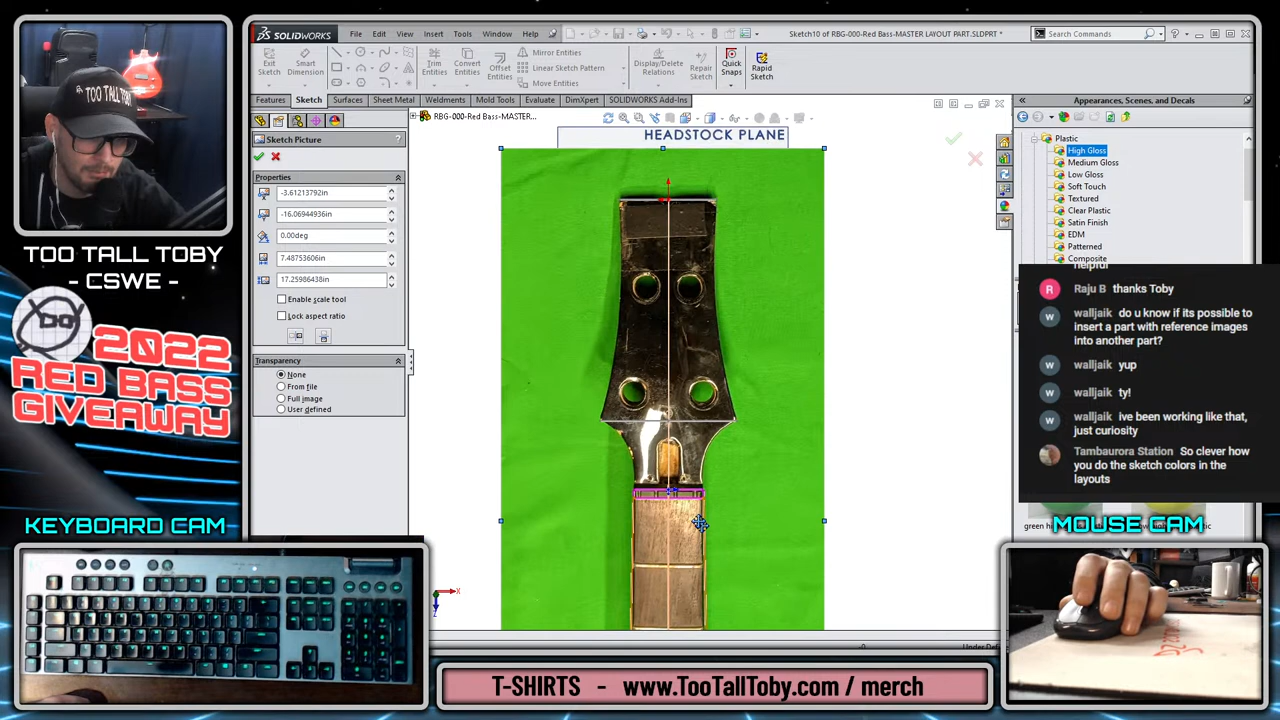 SOLIDWORKS
File
Edit
View
Insert
Tools
Window
Help
Sketch10 of RBG-000-Red Bass-MASTER LAYOUT PART.SLDPRT *
Search Commands
Exit Sketch
Smart Dimension
Trim Entities
Convert Entities
Offset Entities
Mirror Entities
Linear Sketch Pattern
Move Entities
Display/Delete Relations
Repair Sketch
Quick Snaps
Rapid Sketch
Features
Sketch
Surfaces
Sheet Metal
Weldments
Mold Tools
Evaluate
DimXpert
SOLIDWORKS Add-Ins
RBG-000-Red Bass-MASTER...
Sketch Picture
Properties
-3.61213792in
-16.06944936in
0.00deg
7.48753606in
17.25986438in
Enable scale tool
Lock aspect ratio
Transparency
None
From file
Full image
User defined
HEADSTOCK PLANE
Appearances, Scenes, and Decals
Plastic
High Gloss
Medium Gloss
Low Gloss
Soft Touch
Textured
Clear Plastic
Satin Finish
EDM
Patterned
Composite
helpful
Raju B thanks Toby
walljaik do u know if its possible to
insert a part with reference images
into another part?
walljaik yup
walljaik ty!
walljaik ive been working like that,
just curiosity
Tambaurora Station So clever how
you do the sketch colors in the
layouts
TOO TALL TOBY
TOO TALL TOBY
- CSWE -
2022
RED BASS
GIVEAWAY
KEYBOARD CAM
MOUSE CAM
T-SHIRTS - www.TooTallToby.com / merch